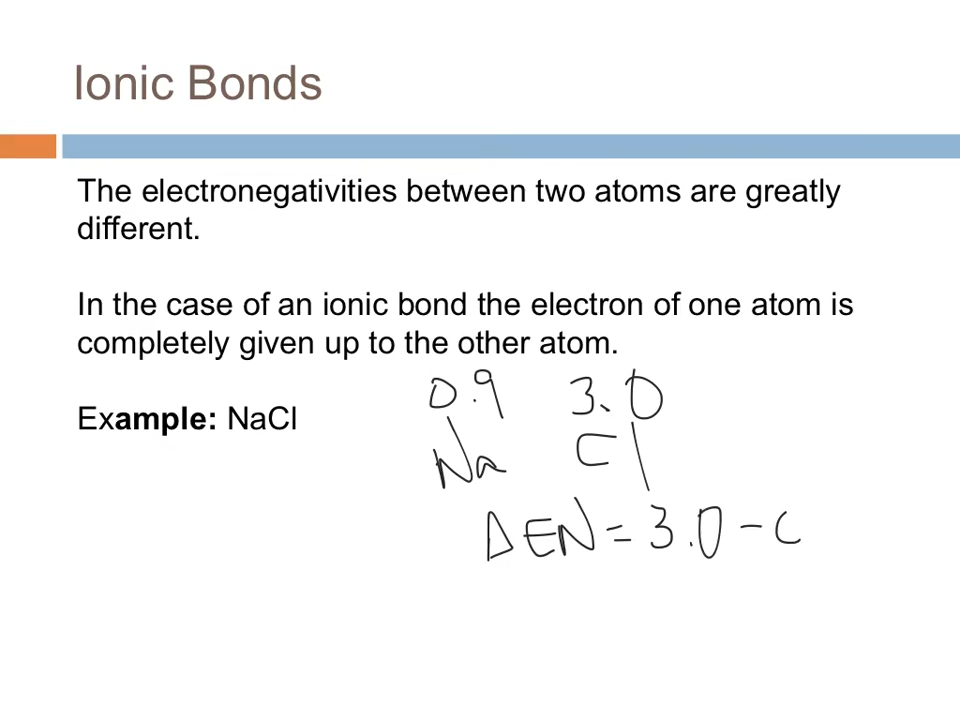 Ionic Bonds
The electronegativities between two atoms are greatly
different.
In the case of an ionic bond the electron of one atom is
completely given up to the other atom.
Example: NaCl
0.9 3.0
Na Cl
ΔEN = 3.0 -